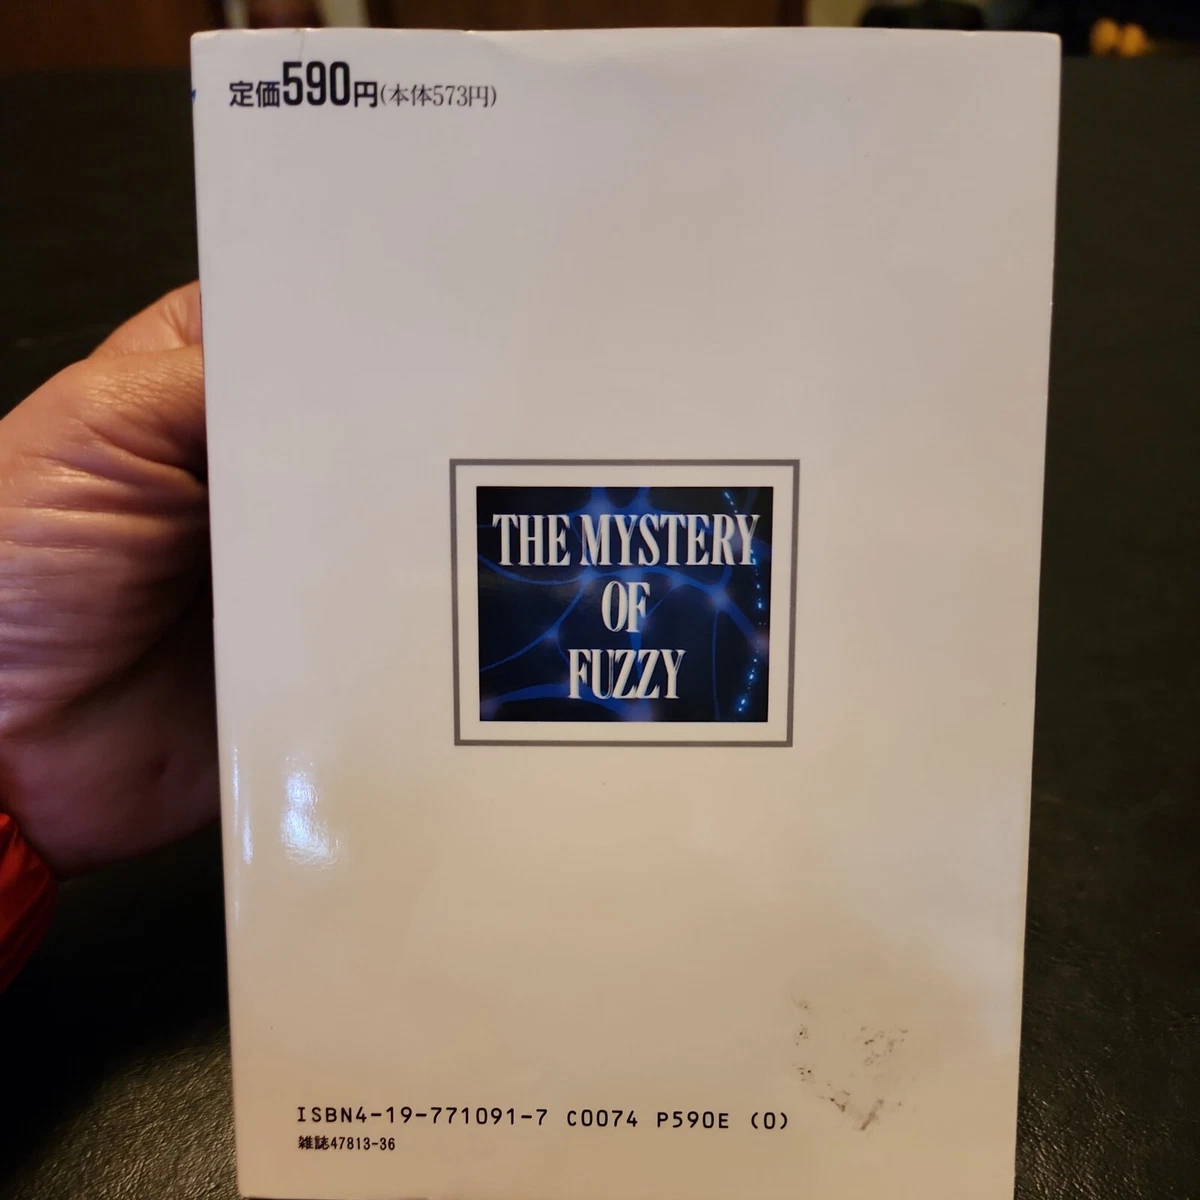 定価590円(本体573円)
THE MYSTERY
OF
FUZZY
ISBN4-19-771091-7 C0074 P590E (0)
雑誌47813-36